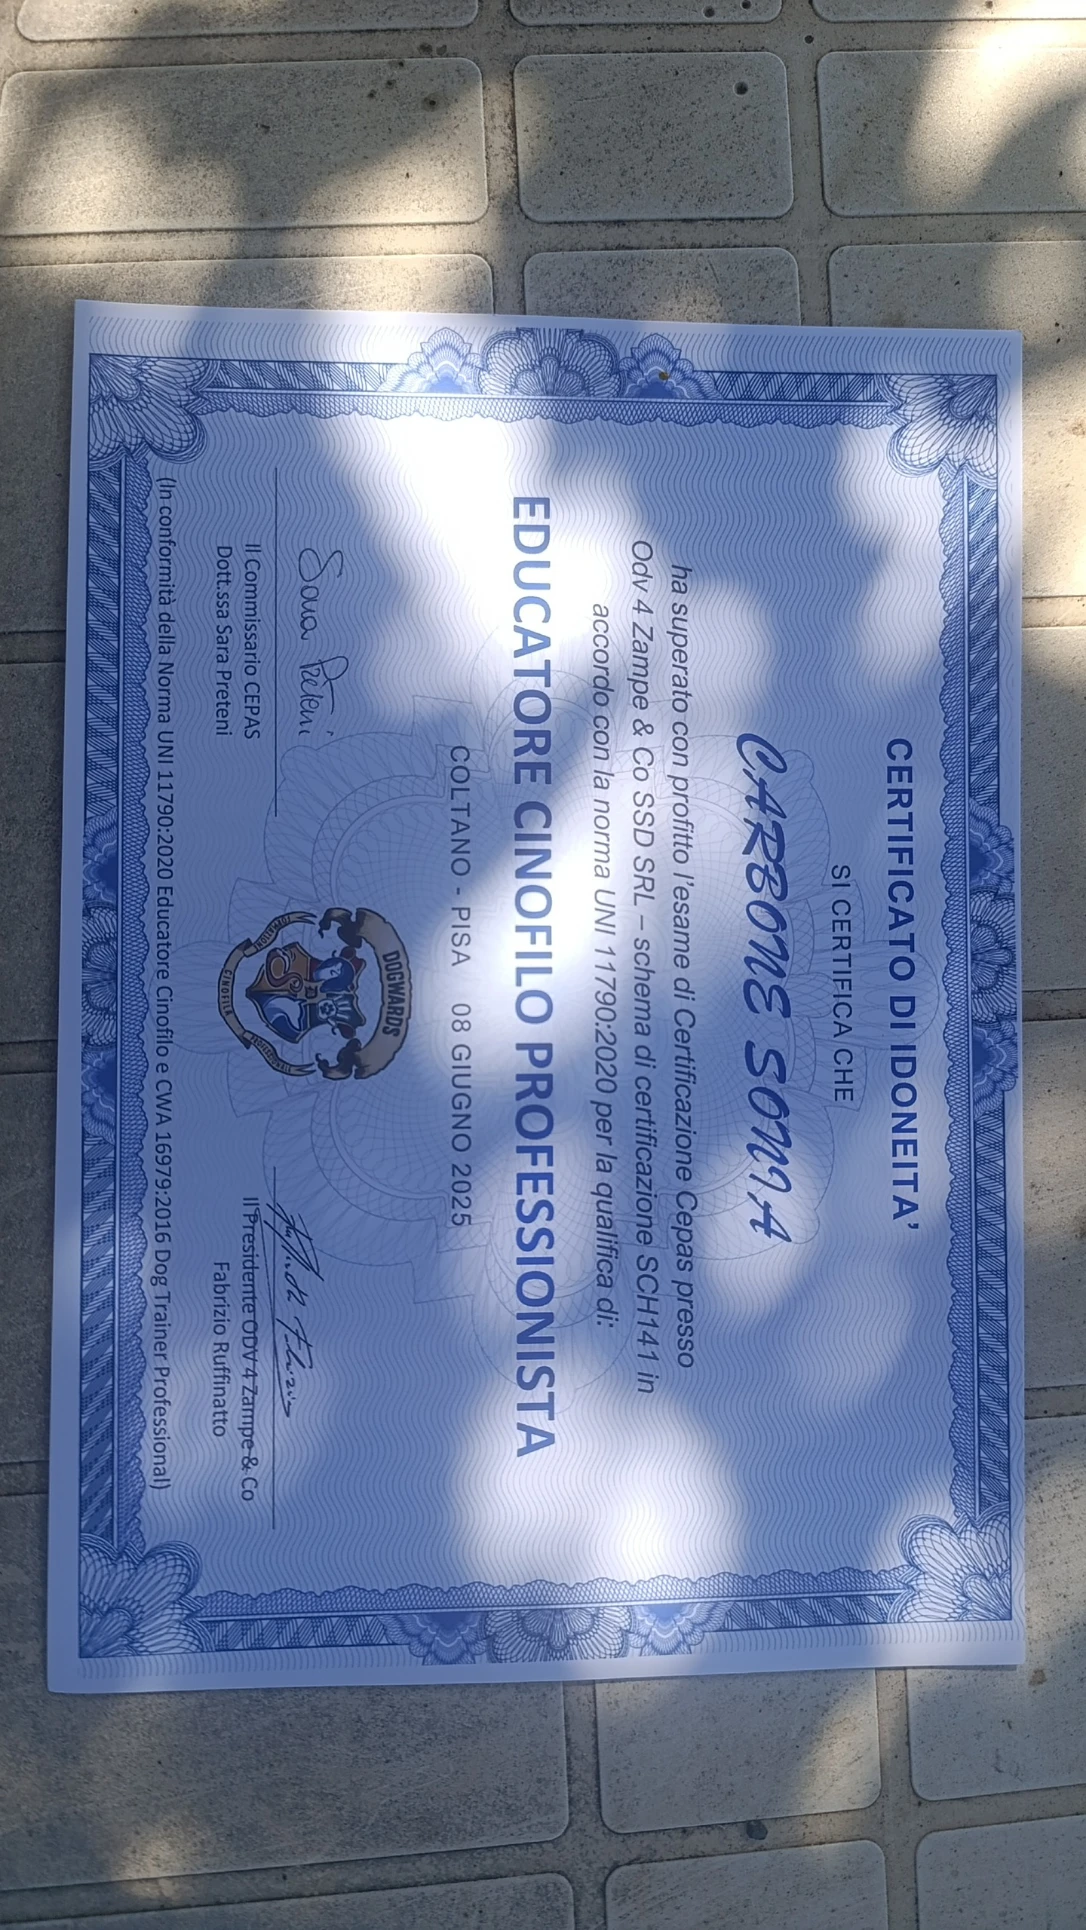 CERTIFICATO DI IDONEITA'
SI CERTIFICA CHE
CARBONE SONIA
ha superato con profitto l'esame di Certificazione Cepas presso
Odv 4 Zampe & Co SSD SRL – schema di certificazione SCH141 in
accordo con la norma UNI 11790:2020 per la qualifica di:
EDUCATORE CINOFILO PROFESSIONISTA
COLTANO - PISA 08 GIUGNO 2025
DOGWARDS
FORMAZIONE
CINOFILA
Sara Preteni
Il Commissario CEPAS
Dott.ssa Sara Preteni
Il Presidente ODV 4 Zampe & Co
Fabrizio Ruffinatto
(In conformità della Norma UNI 11790:2020 Educatore Cinofilo e CWA 16979:2016 Dog Trainer Professional)